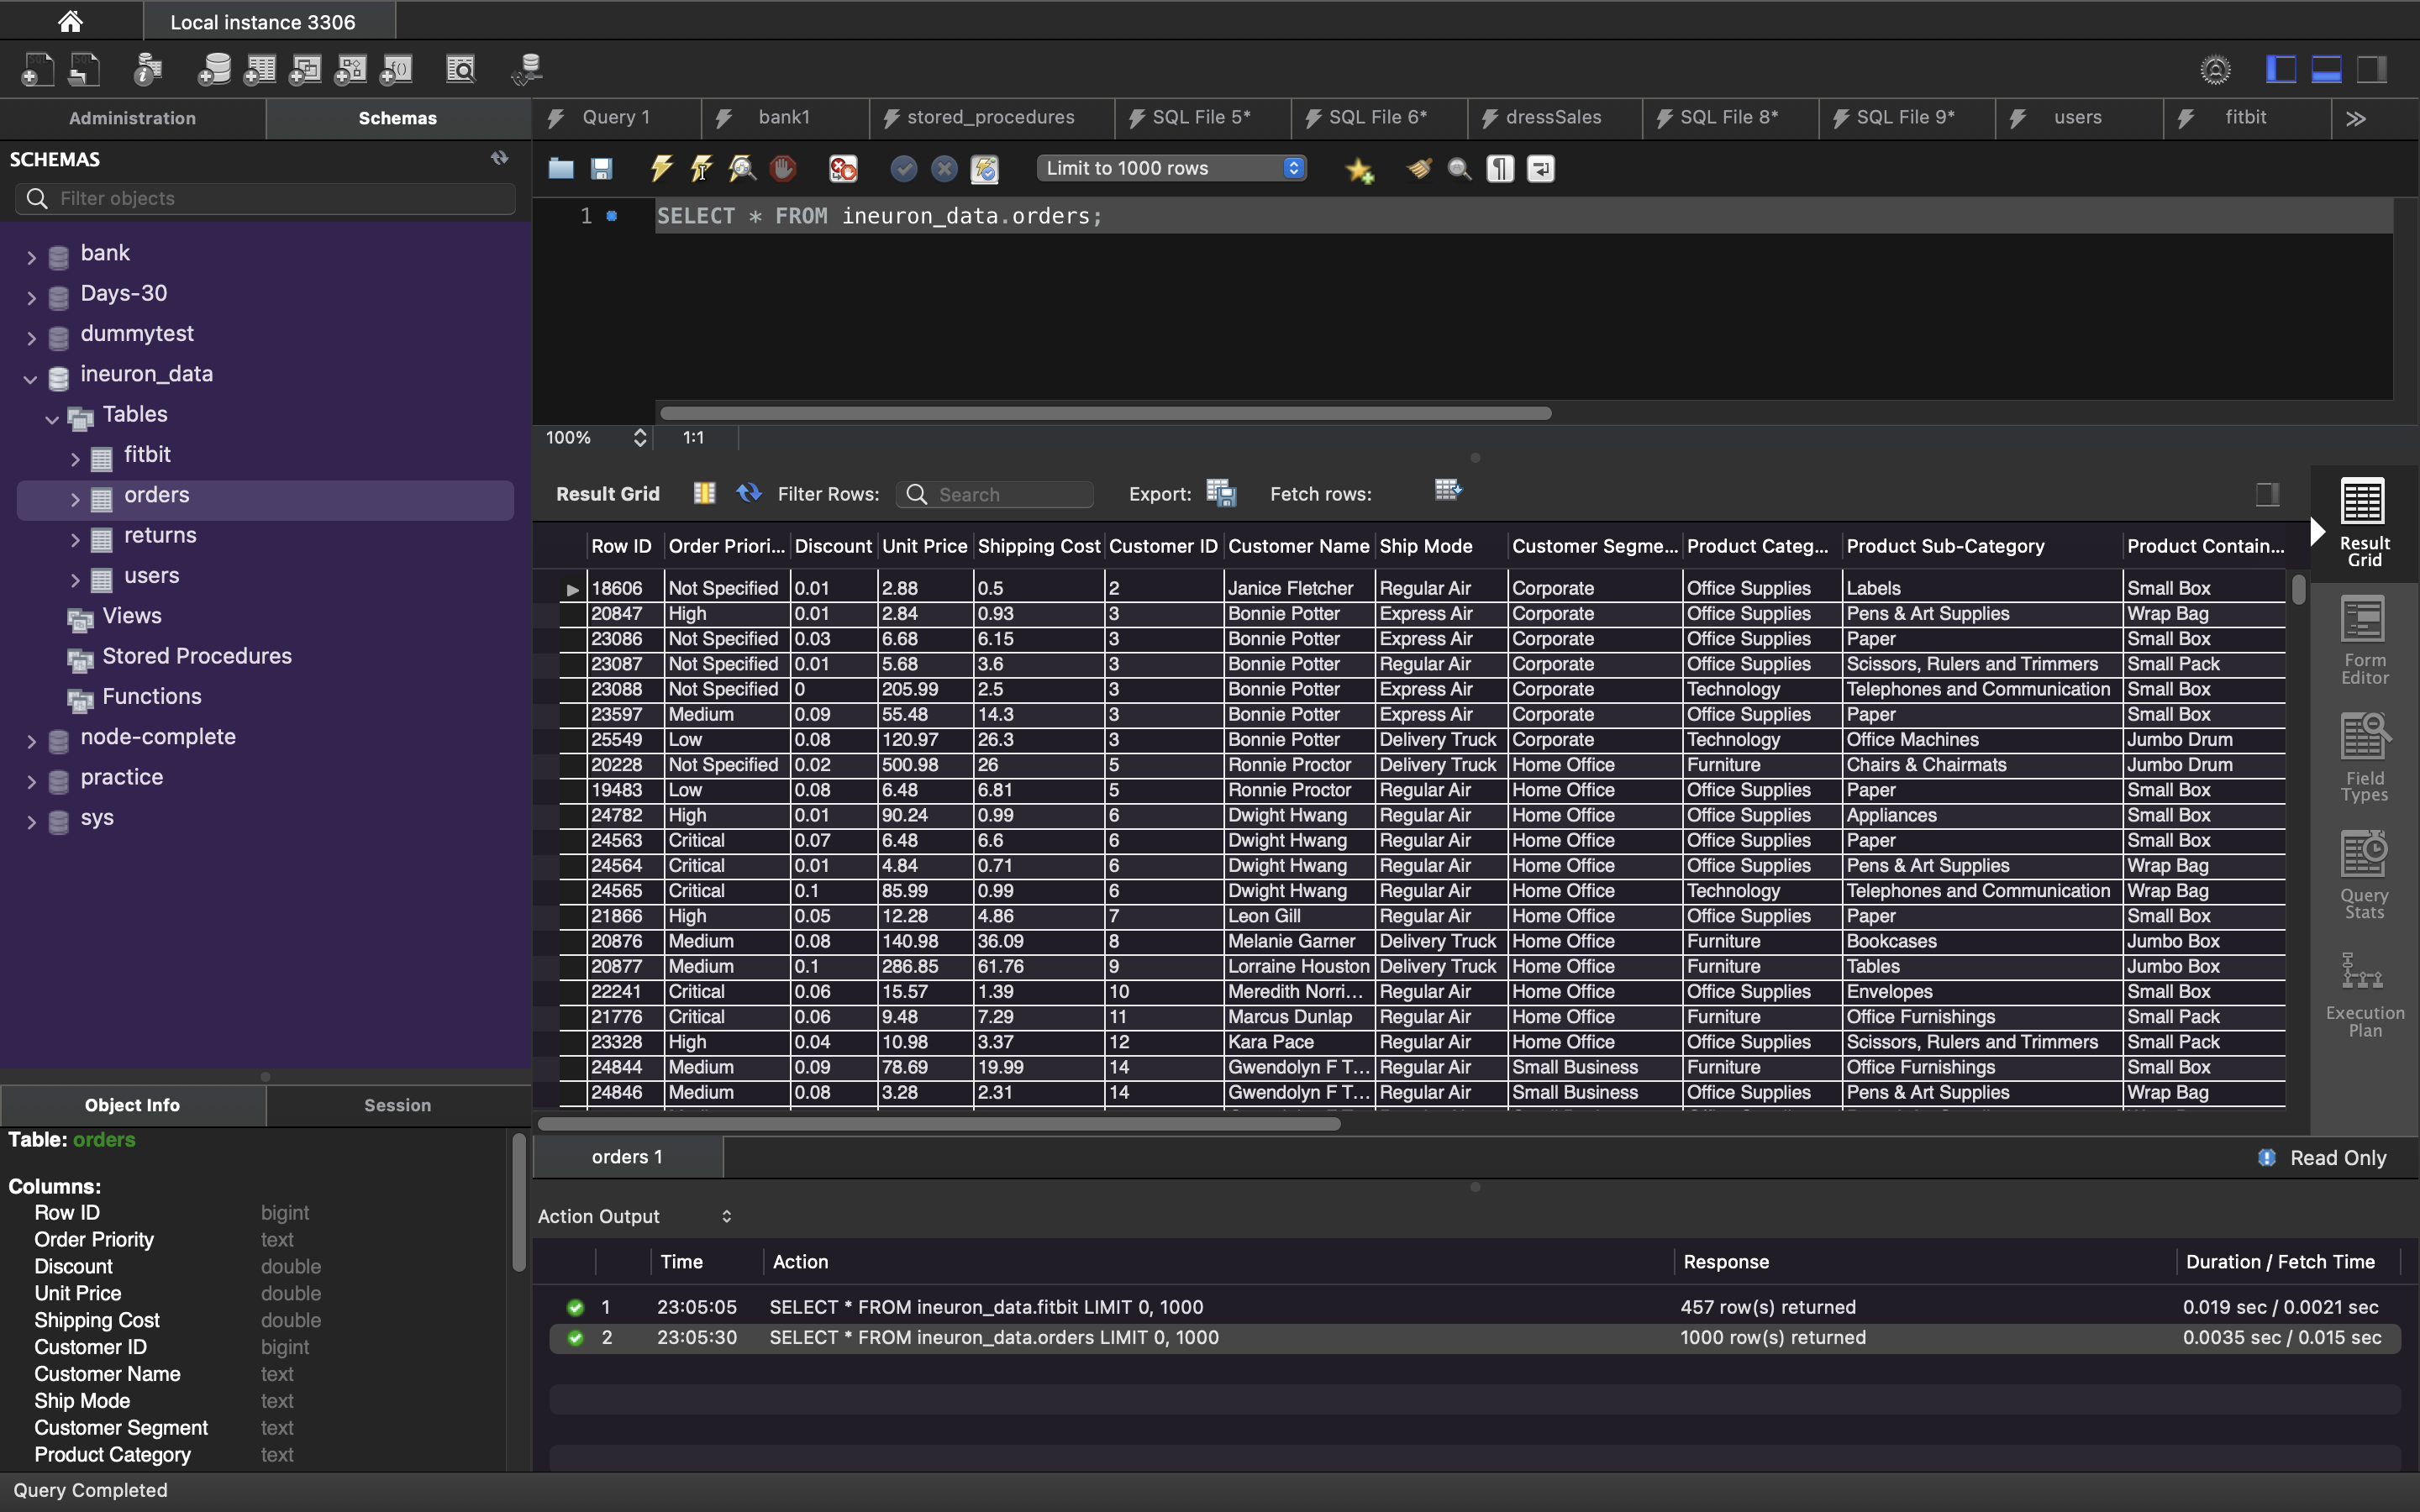 Local instance 3306
Administration
Schemas
Query 1
bank1
stored_procedures
SQL File 5*
SQL File 6*
dressSales
SQL File 8*
SQL File 9*
users
fitbit
SCHEMAS
Filter objects
bank
Days-30
dummytest
ineuron_data
Tables
fitbit
orders
returns
users
Views
Stored Procedures
Functions
node-complete
practice
sys
Limit to 1000 rows
1 SELECT * FROM ineuron_data.orders;
100% 1:1
Result Grid Filter Rows: Search Export: Fetch rows:
Row ID Order Priori... Discount Unit Price Shipping Cost Customer ID Customer Name Ship Mode Customer Segme... Product Categ... Product Sub-Category Product Contain...
18606 Not Specified 0.01 2.88 0.5 2 Janice Fletcher Regular Air Corporate Office Supplies Labels Small Box
20847 High 0.01 2.84 0.93 3 Bonnie Potter Express Air Corporate Office Supplies Pens & Art Supplies Wrap Bag
23086 Not Specified 0.03 6.68 6.15 3 Bonnie Potter Express Air Corporate Office Supplies Paper Small Box
23087 Not Specified 0.01 5.68 3.6 3 Bonnie Potter Regular Air Corporate Office Supplies Scissors, Rulers and Trimmers Small Pack
23088 Not Specified 0 205.99 2.5 3 Bonnie Potter Express Air Corporate Technology Telephones and Communication Small Box
23597 Medium 0.09 55.48 14.3 3 Bonnie Potter Express Air Corporate Office Supplies Paper Small Box
25549 Low 0.08 120.97 26.3 3 Bonnie Potter Delivery Truck Corporate Technology Office Machines Jumbo Drum
20228 Not Specified 0.02 500.98 26 5 Ronnie Proctor Delivery Truck Home Office Furniture Chairs & Chairmats Jumbo Drum
19483 Low 0.08 6.48 6.81 5 Ronnie Proctor Regular Air Home Office Office Supplies Paper Small Box
24782 High 0.01 90.24 0.99 6 Dwight Hwang Regular Air Home Office Office Supplies Appliances Small Box
24563 Critical 0.07 6.48 6.6 6 Dwight Hwang Regular Air Home Office Office Supplies Paper Small Box
24564 Critical 0.01 4.84 0.71 6 Dwight Hwang Regular Air Home Office Office Supplies Pens & Art Supplies Wrap Bag
24565 Critical 0.1 85.99 0.99 6 Dwight Hwang Regular Air Home Office Technology Telephones and Communication Wrap Bag
21866 High 0.05 12.28 4.86 7 Leon Gill Regular Air Home Office Office Supplies Paper Small Box
20876 Medium 0.08 140.98 36.09 8 Melanie Garner Delivery Truck Home Office Furniture Bookcases Jumbo Box
20877 Medium 0.1 286.85 61.76 9 Lorraine Houston Delivery Truck Home Office Furniture Tables Jumbo Box
22241 Critical 0.06 15.57 1.39 10 Meredith Norri... Regular Air Home Office Office Supplies Envelopes Small Box
21776 Critical 0.06 9.48 7.29 11 Marcus Dunlap Regular Air Home Office Furniture Office Furnishings Small Pack
23328 High 0.04 10.98 3.37 12 Kara Pace Regular Air Home Office Office Supplies Scissors, Rulers and Trimmers Small Pack
24844 Medium 0.09 78.69 19.99 14 Gwendolyn F T... Regular Air Small Business Furniture Office Furnishings Small Box
24846 Medium 0.08 3.28 2.31 14 Gwendolyn F T... Regular Air Small Business Office Supplies Pens & Art Supplies Wrap Bag
Result
Grid
Form
Editor
Field
Types
Query
Stats
Execution
Plan
orders 1
Read Only
Object Info
Session
Table: orders
Columns:
Row ID bigint
Order Priority text
Discount double
Unit Price double
Shipping Cost double
Customer ID bigint
Customer Name text
Ship Mode text
Customer Segment text
Product Category text
Action Output
Time Action Response Duration / Fetch Time
1 23:05:05 SELECT * FROM ineuron_data.fitbit LIMIT 0, 1000 457 row(s) returned 0.019 sec / 0.0021 sec
2 23:05:30 SELECT * FROM ineuron_data.orders LIMIT 0, 1000 1000 row(s) returned 0.0035 sec / 0.015 sec
Query Completed